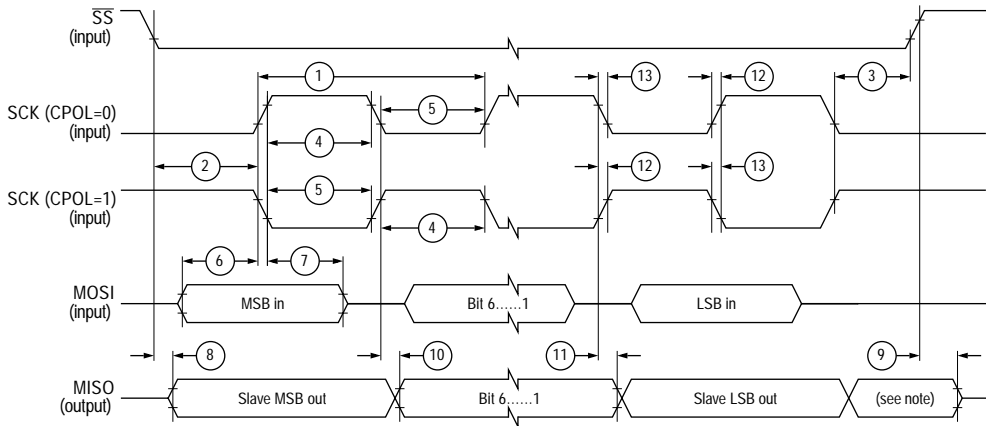 SS
(input)
1
13
12
3
SCK (CPOL=0)
(input)
5
4
2
12
13
SCK (CPOL=1)
(input)
5
4
6
7
MOSI
(input)
MSB in
Bit 6......1
LSB in
8
10
11
9
MISO
(output)
Slave MSB out
Bit 6......1
Slave LSB out
(see note)